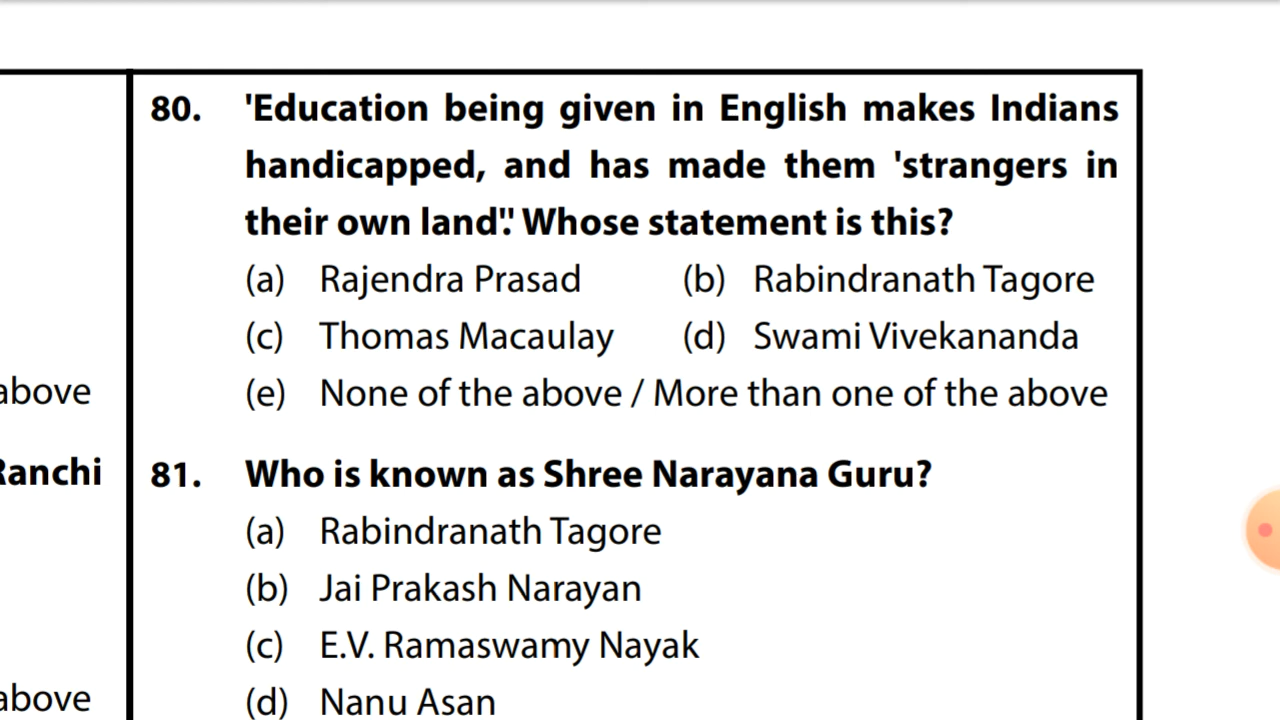 80. 'Education being given in English makes Indians
handicapped, and has made them 'strangers in
their own land'." Whose statement is this?
(a) Rajendra Prasad (b) Rabindranath Tagore
(c) Thomas Macaulay (d) Swami Vivekananda
above
(e) None of the above / More than one of the above
Ranchi
81. Who is known as Shree Narayana Guru?
(a) Rabindranath Tagore
(b) Jai Prakash Narayan
(c) E.V. Ramaswamy Nayak
above
(d) Nanu Asan